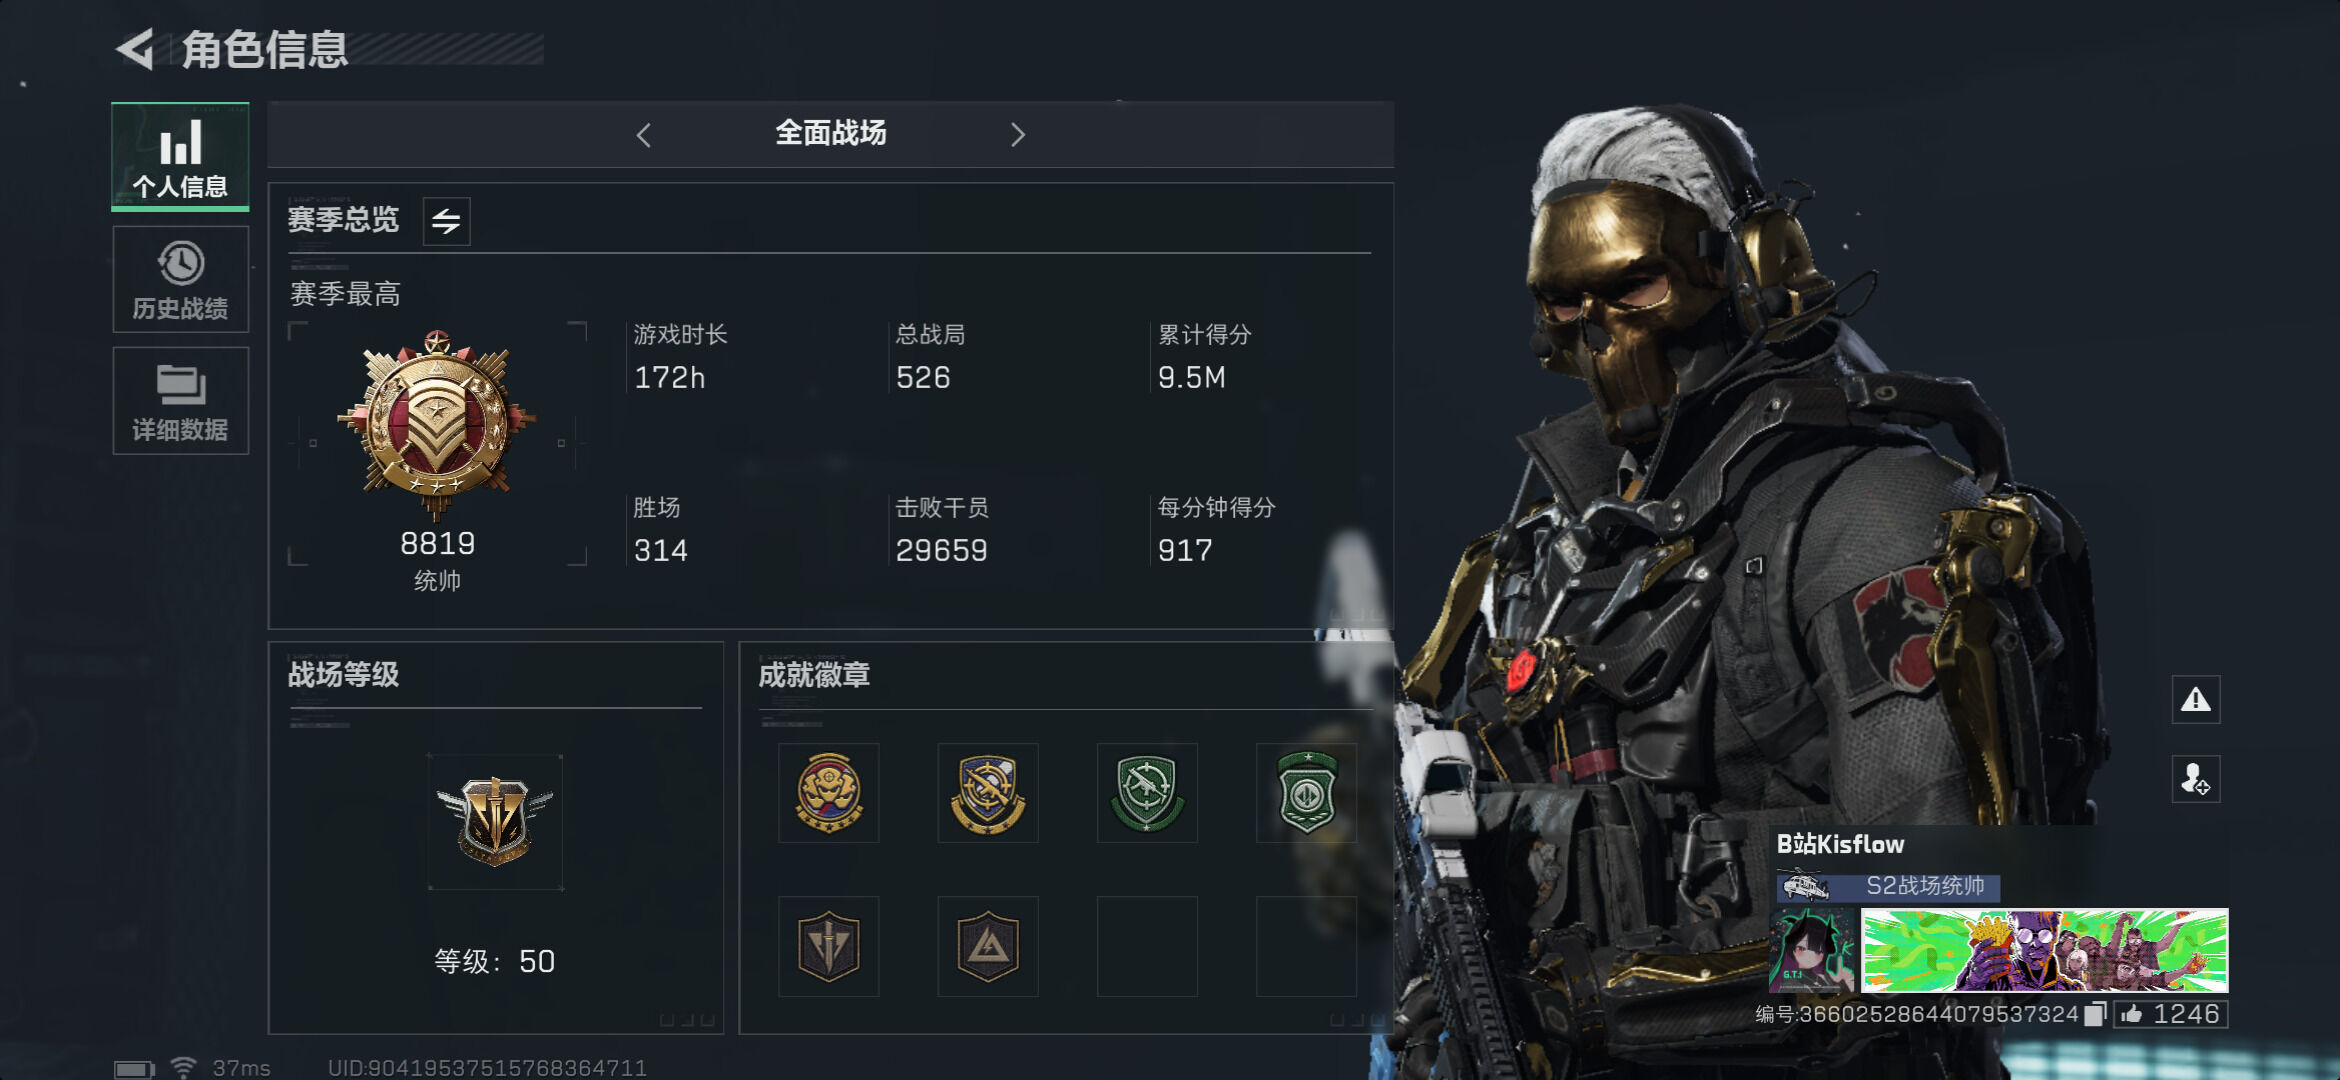 角色信息
个人信息
历史战绩
详细数据
全面战场
赛季总览
赛季最高
8819
统帅
游戏时长
172h
总战局
526
累计得分
9.5M
胜场
314
击败干员
29659
每分钟得分
917
战场等级
等级：50
成就徽章
B站Kisflow
S2战场统帅
G.T.I
编号:36602528644079537324
1246
37ms
UID:90419537515768364711